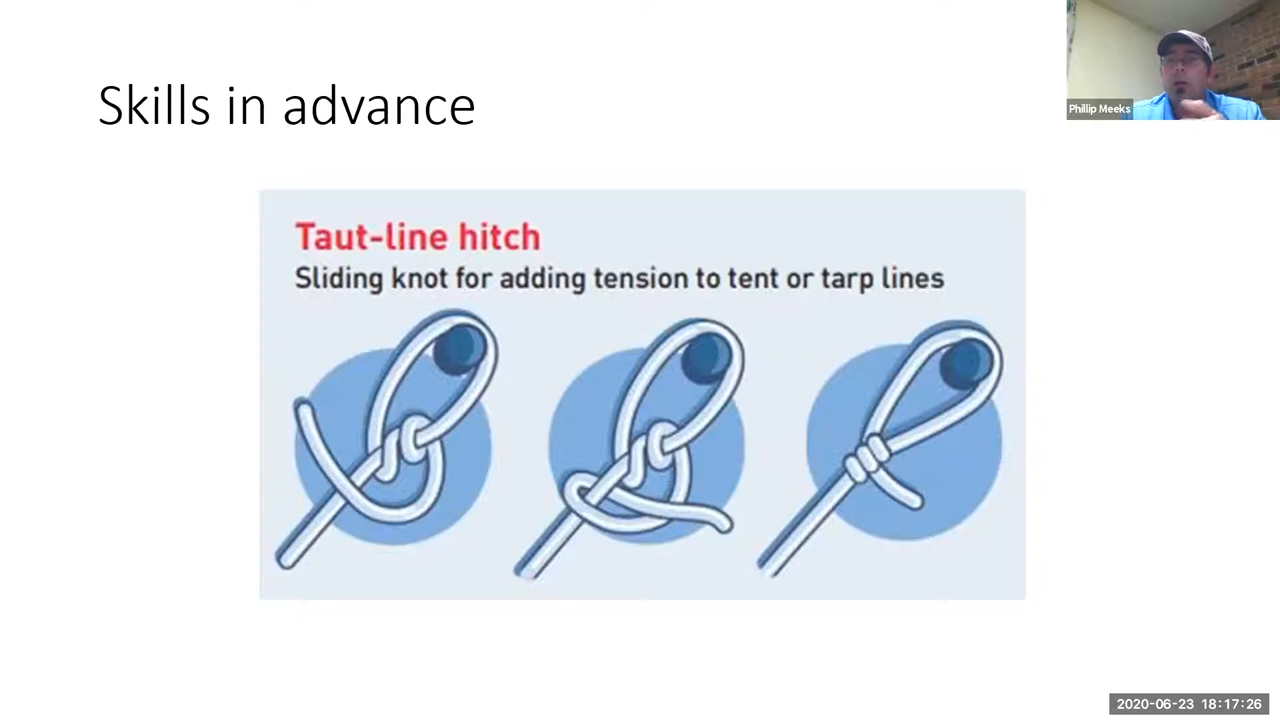 Skills in advance
Phillip Meeks
Taut-line hitch
Sliding knot for adding tension to tent or tarp lines
2020-06-23 18:17:26